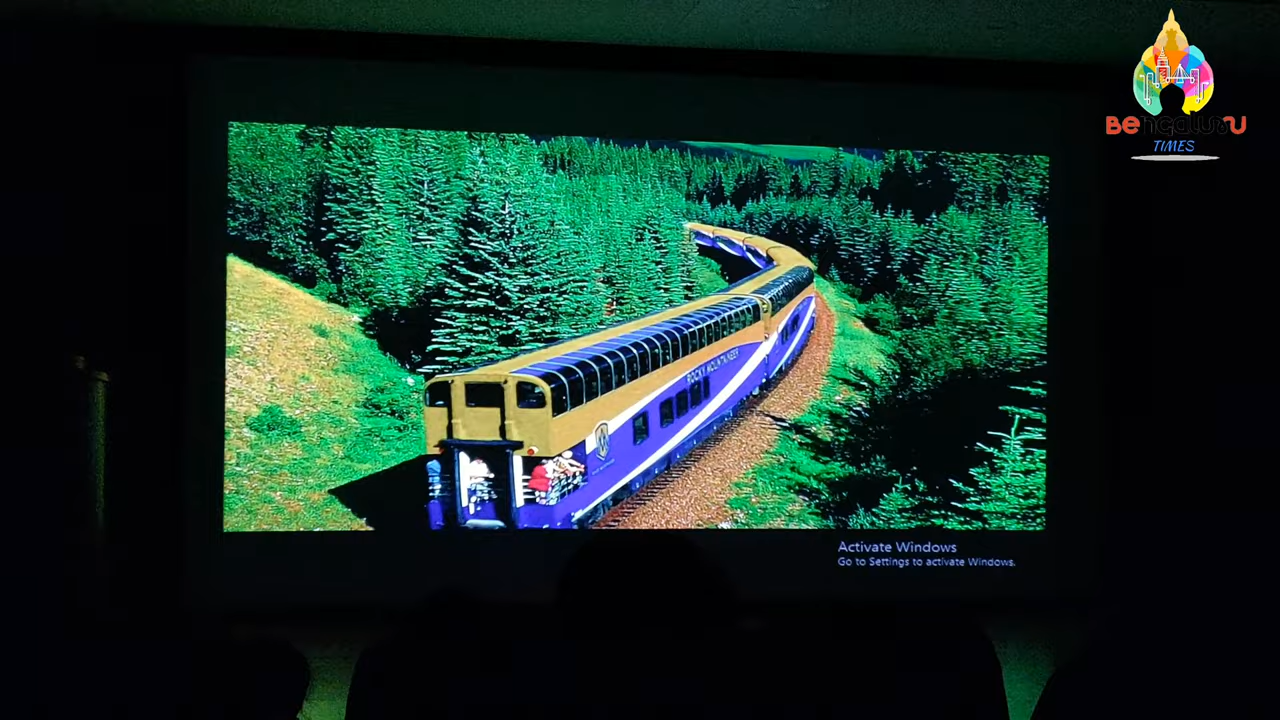 BENGALURU
TIMES
ROCKY MOUNTAINEER
Activate Windows
Go to Settings to activate Windows.